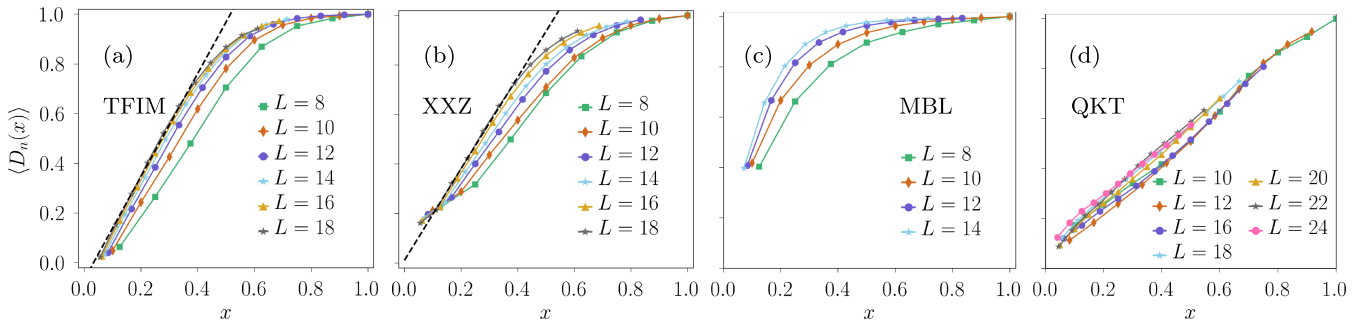 ⟨D_n(x)⟩
1.0
0.8
0.6
0.4
0.2
0.0
(a)
TFIM
L = 8
L = 10
L = 12
L = 14
L = 16
L = 18
0.0 0.2 0.4 0.6 0.8 1.0
x
(b)
XXZ
L = 8
L = 10
L = 12
L = 14
L = 16
L = 18
0.0 0.2 0.4 0.6 0.8 1.0
x
(c)
MBL
L = 8
L = 10
L = 12
L = 14
0.0 0.2 0.4 0.6 0.8 1.0
x
(d)
QKT
L = 10
L = 12
L = 16
L = 18
L = 20
L = 22
L = 24
0.0 0.2 0.4 0.6 0.8 1.0
x